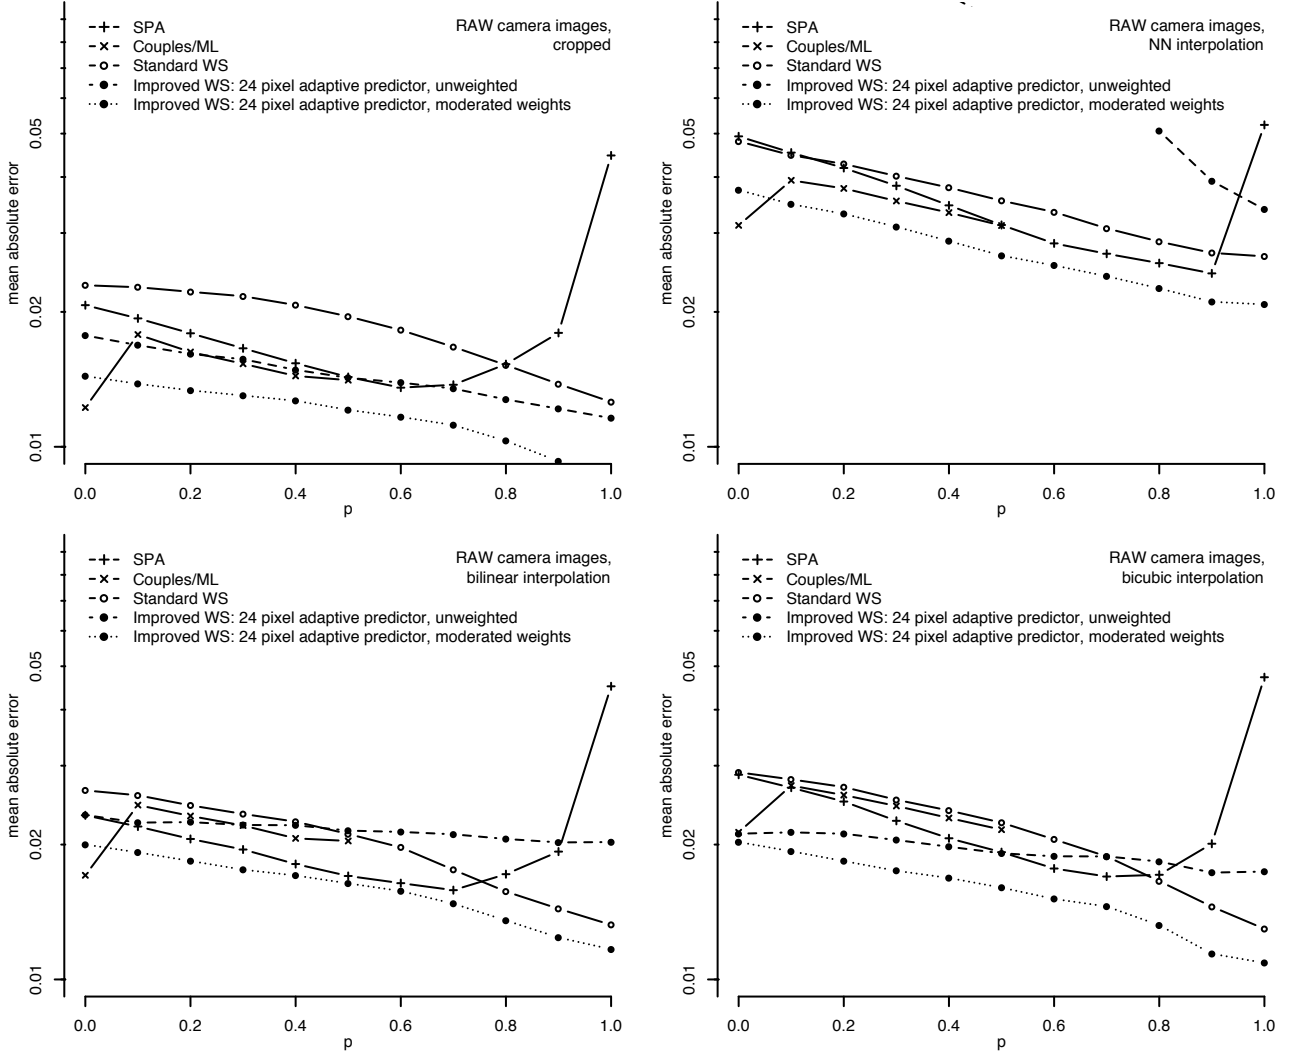 SPA
Couples/ML
Standard WS
Improved WS: 24 pixel adaptive predictor, unweighted
Improved WS: 24 pixel adaptive predictor, moderated weights
RAW camera images,
cropped
mean absolute error
0.05
0.02
0.01
0.0 0.2 0.4 0.6 0.8 1.0
p
SPA
Couples/ML
Standard WS
Improved WS: 24 pixel adaptive predictor, unweighted
Improved WS: 24 pixel adaptive predictor, moderated weights
RAW camera images,
NN interpolation
mean absolute error
0.05
0.02
0.01
0.0 0.2 0.4 0.6 0.8 1.0
p
SPA
Couples/ML
Standard WS
Improved WS: 24 pixel adaptive predictor, unweighted
Improved WS: 24 pixel adaptive predictor, moderated weights
RAW camera images,
bilinear interpolation
mean absolute error
0.05
0.02
0.01
0.0 0.2 0.4 0.6 0.8 1.0
p
SPA
Couples/ML
Standard WS
Improved WS: 24 pixel adaptive predictor, unweighted
Improved WS: 24 pixel adaptive predictor, moderated weights
RAW camera images,
bicubic interpolation
mean absolute error
0.05
0.02
0.01
0.0 0.2 0.4 0.6 0.8 1.0
p